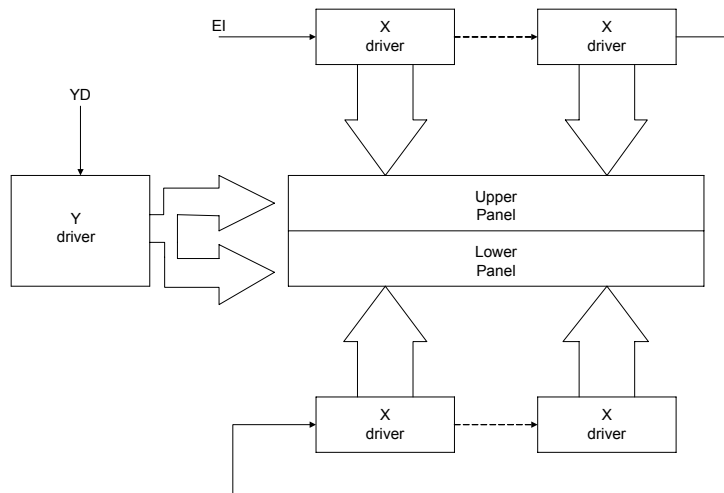 EI
X
driver
X
driver
YD
Y
driver
Upper
Panel
Lower
Panel
X
driver
X
driver